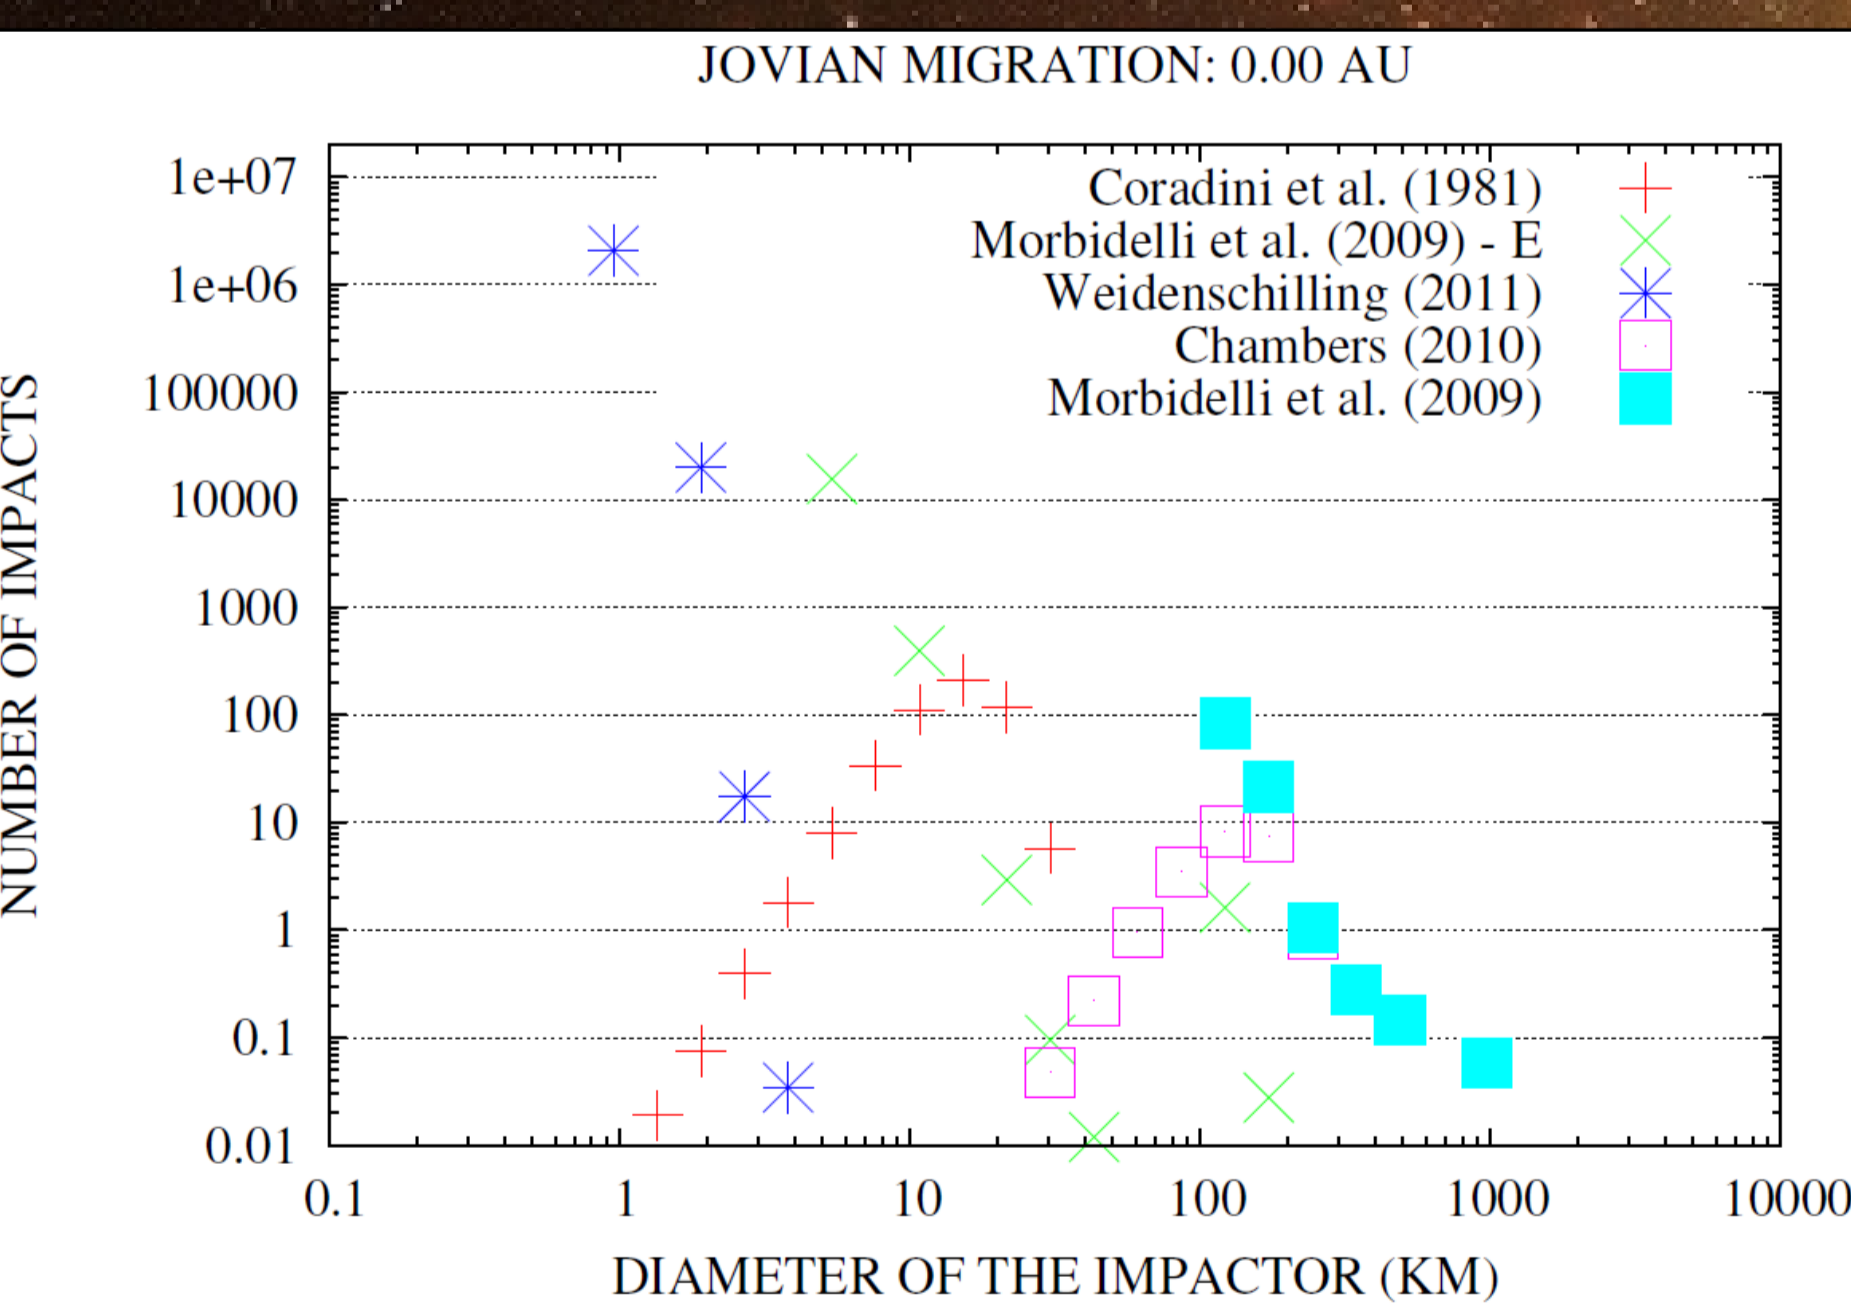 JOVIAN MIGRATION: 0.00 AU
1e+07
1e+06
100000
10000
1000
100
10
1
0.1
0.01
NUMBER OF IMPACTS
Coradini et al. (1981)
Morbidelli et al. (2009) - E
Weidenschilling (2011)
Chambers (2010)
Morbidelli et al. (2009)
0.1 1 10 100 1000 10000
DIAMETER OF THE IMPACTOR (KM)